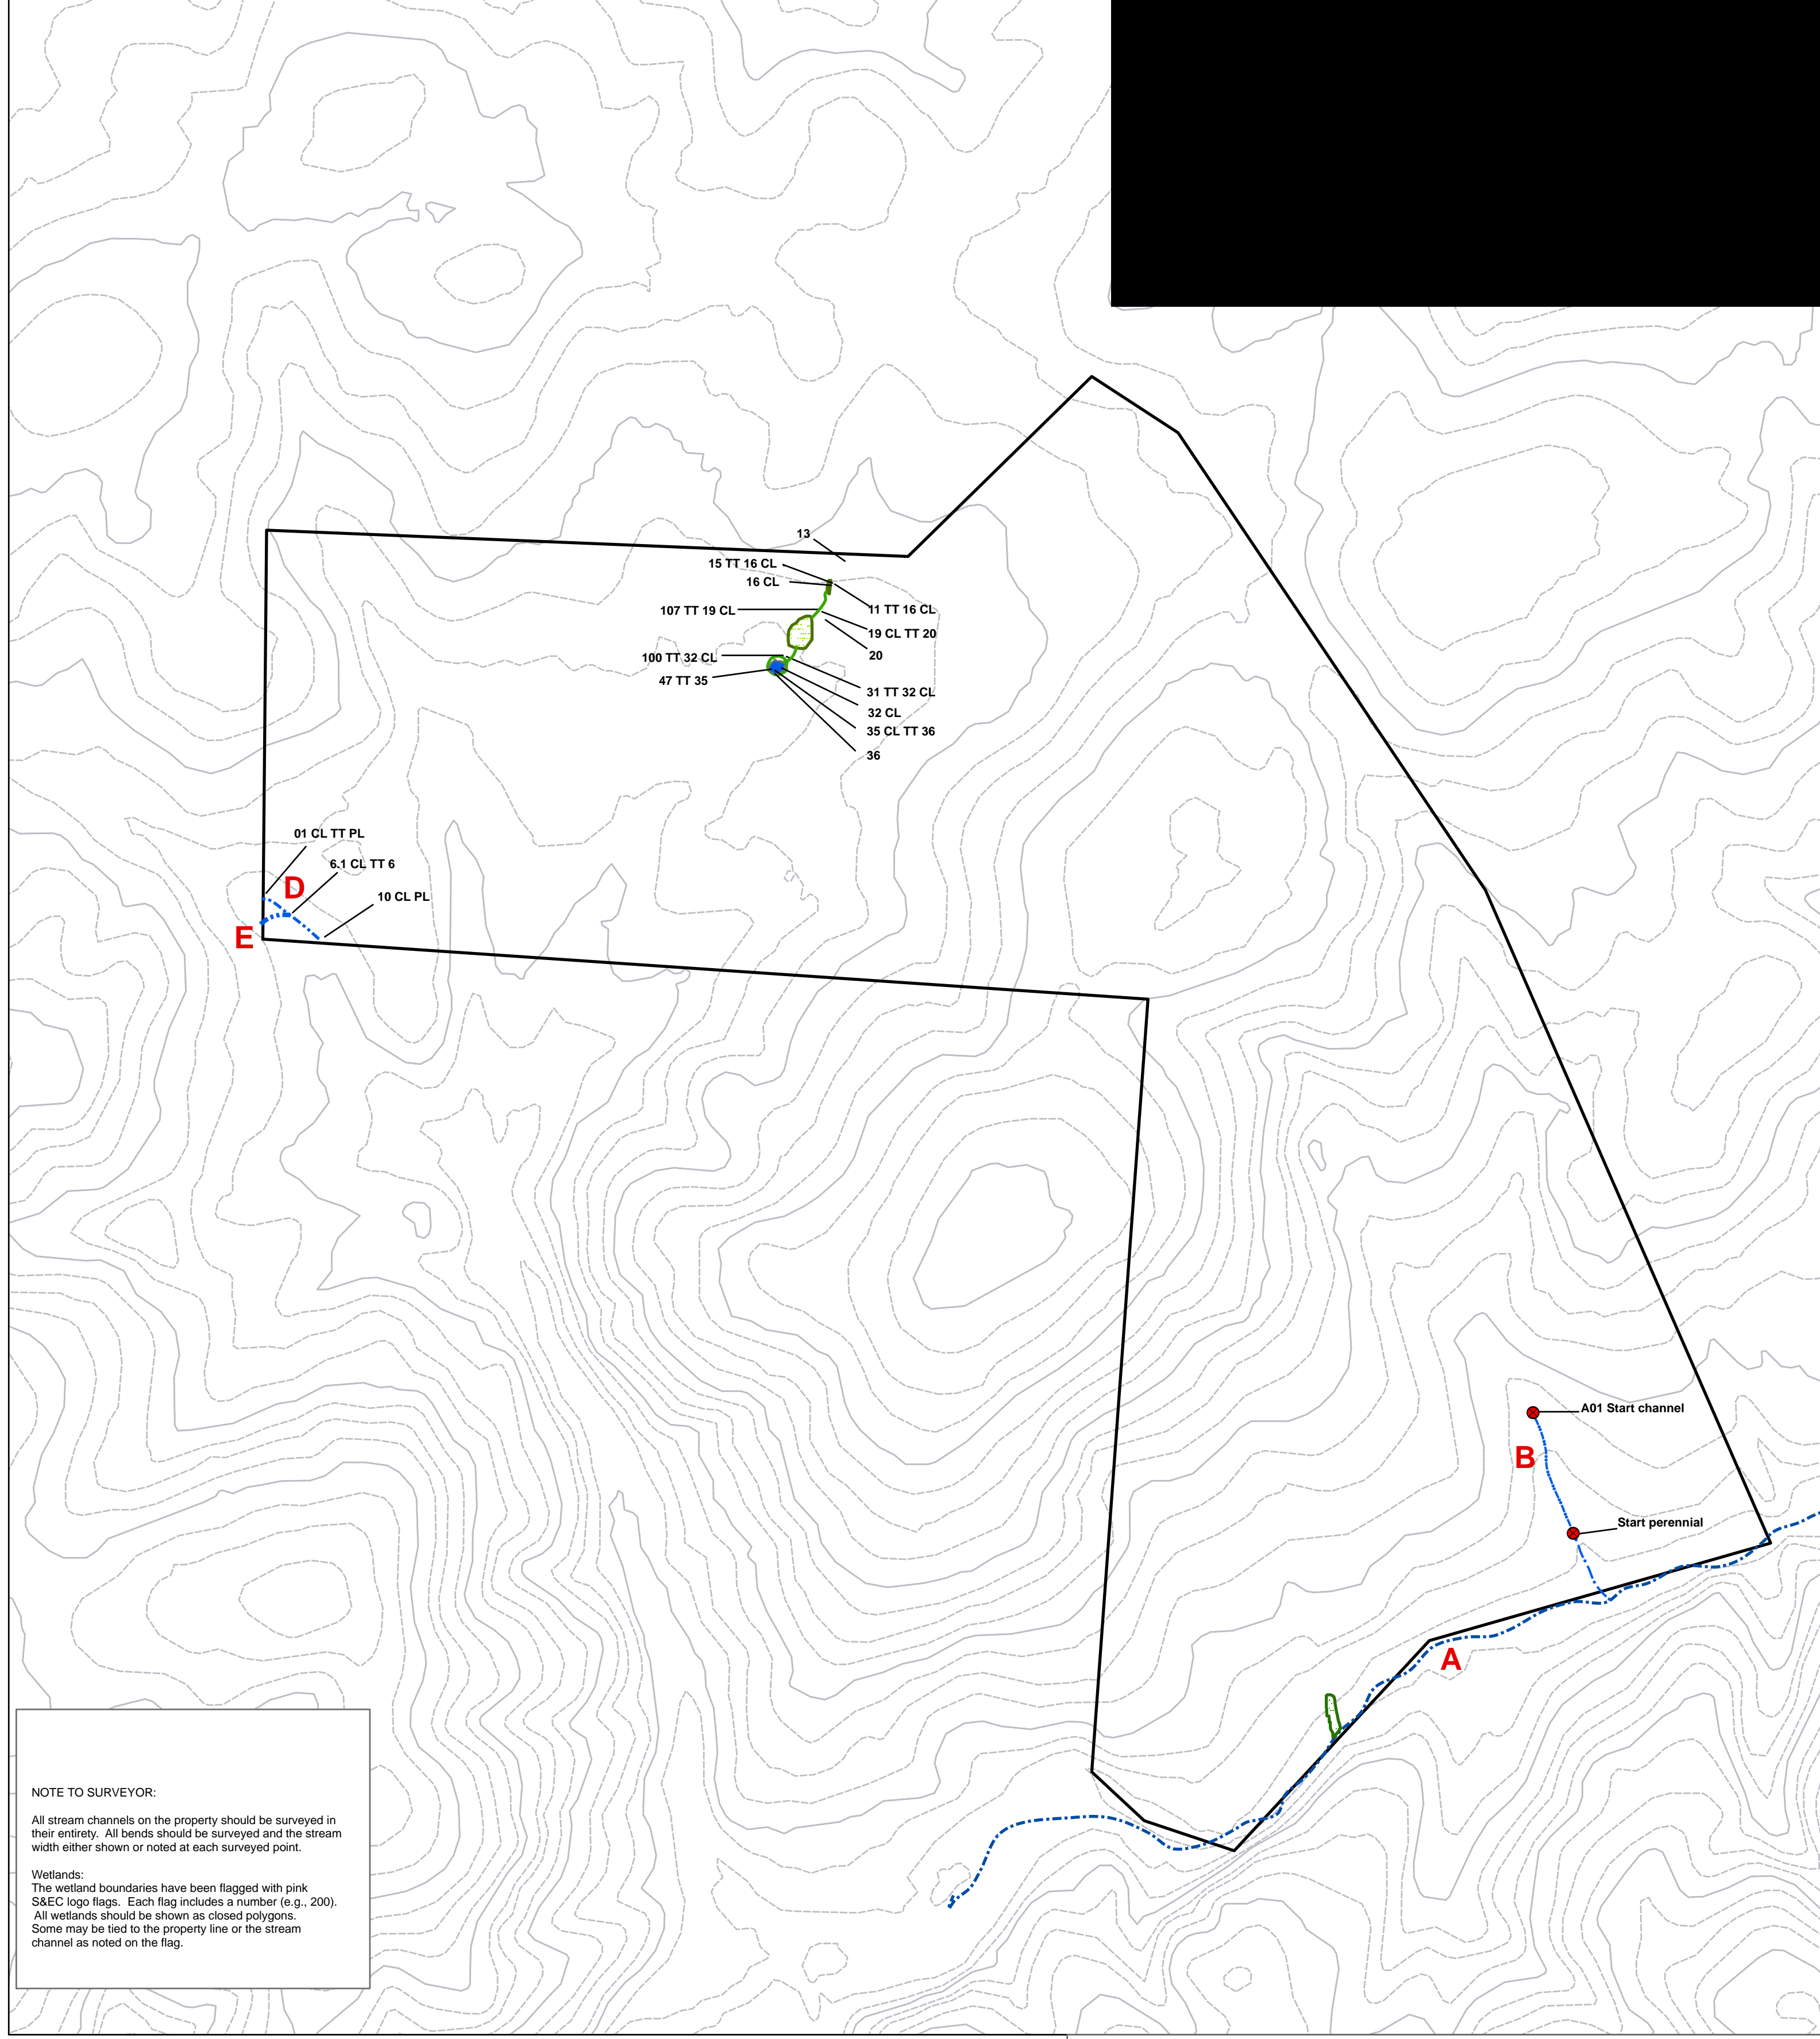 13
15 TT 16 CL
16 CL
11 TT 16 CL
107 TT 19 CL
19 CL TT 20
20
100 TT 32 CL
47 TT 35
31 TT 32 CL
32 CL
35 CL TT 36
36
01 CL TT PL
6.1 CL TT 6
D
10 CL PL
E
A01 Start channel
B
Start perennial
A
NOTE TO SURVEYOR:
All stream channels on the property should be surveyed in
their entirety. All bends should be surveyed and the stream
width either shown or noted at each surveyed point.
Wetlands:
The wetland boundaries have been flagged with pink
S&EC logo flags. Each flag includes a number (e.g., 200).
All wetlands should be shown as closed polygons.
Some may be tied to the property line or the stream
channel as noted on the flag.